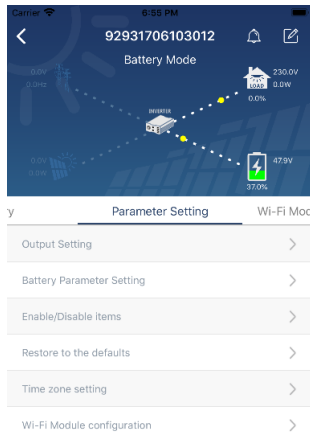 Carrier 6:55 PM
92931706103012
Battery Mode
0.0V
0.0Hz
230.0V
LOAD 0.0W
0.0%
INVERTER
0.0V
0.0W
47.9V
37.0%
ry Parameter Setting Wi-Fi Mod
Output Setting
Battery Parameter Setting
Enable/Disable items
Restore to the defaults
Time zone setting
Wi-Fi Module configuration